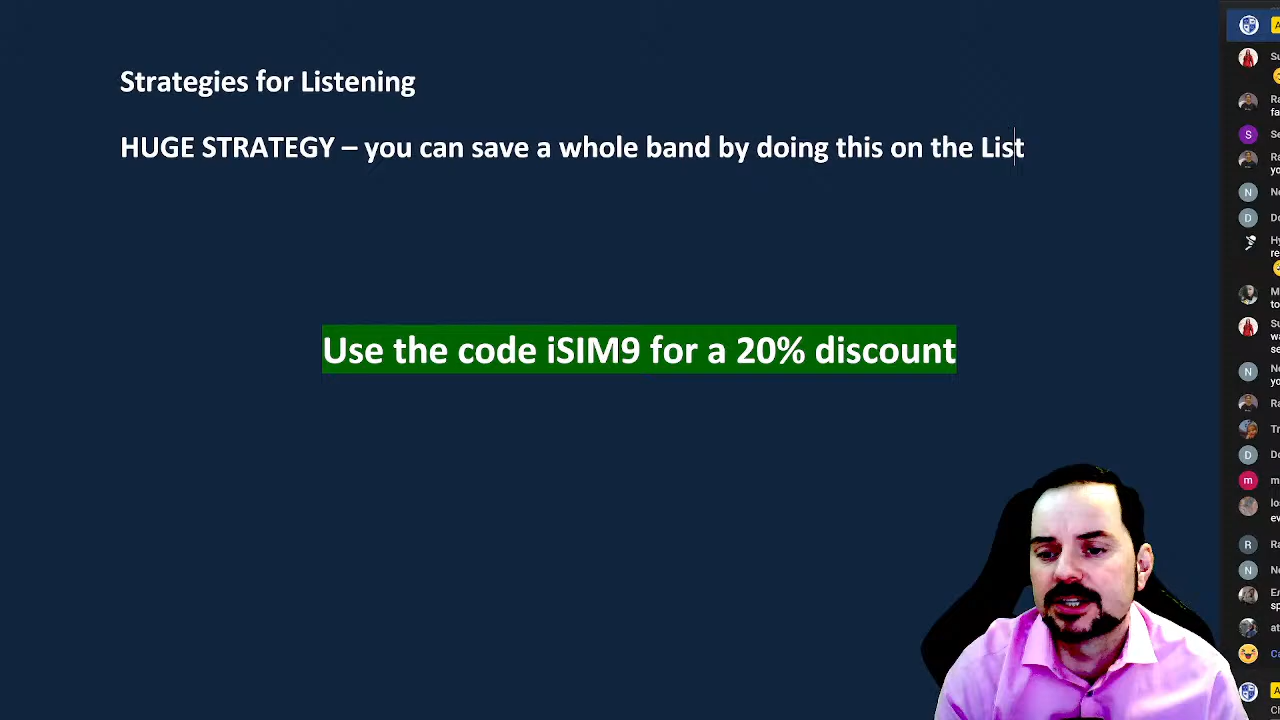 Strategies for Listening
HUGE STRATEGY – you can save a whole band by doing this on the List
Use the code iSIM9 for a 20% discount